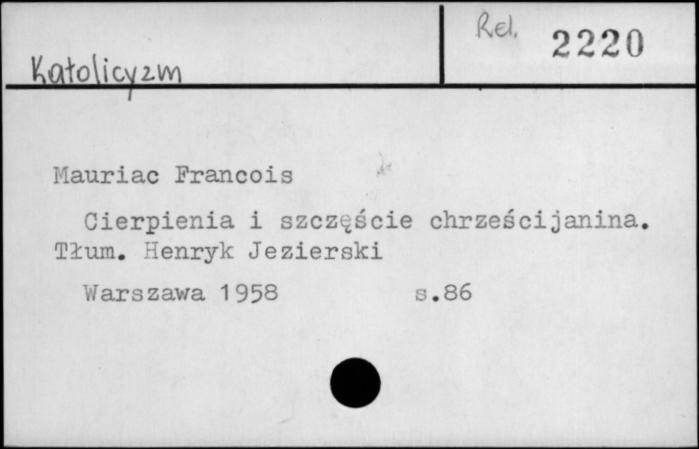 Rel. 2220
Katolicyzm
Mauriac Francois
Cierpienia i szczęście chrześcijanina.
Tłum. Henryk Jezierski
Warszawa 1958 s.86